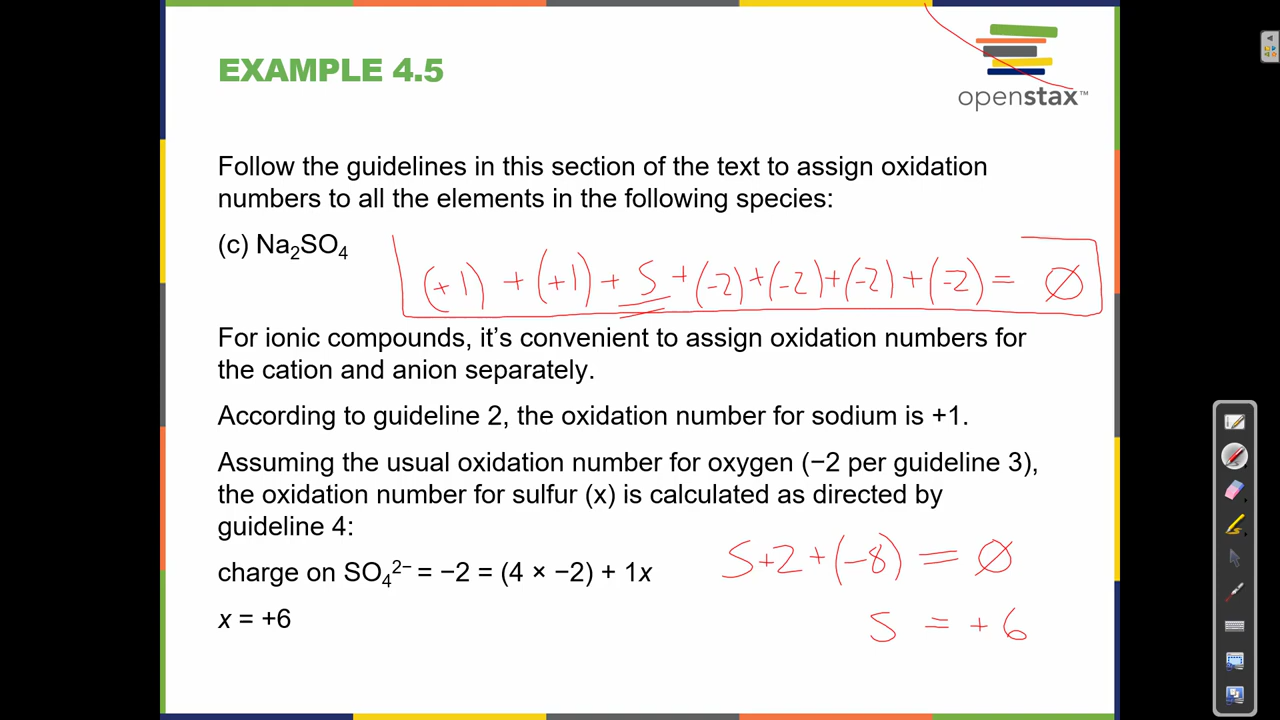 EXAMPLE 4.5
openstax™
Follow the guidelines in this section of the text to assign oxidation
numbers to all the elements in the following species:
(c) Na₂SO₄
(+1) + (+1) + S + (-2) + (-2) + (-2) + (-2) = ∅
For ionic compounds, it’s convenient to assign oxidation numbers for
the cation and anion separately.
According to guideline 2, the oxidation number for sodium is +1.
Assuming the usual oxidation number for oxygen (−2 per guideline 3),
the oxidation number for sulfur (x) is calculated as directed by
guideline 4:
S+2+(-8) = ∅
charge on SO₄²⁻ = −2 = (4 × −2) + 1x
x = +6
S = +6